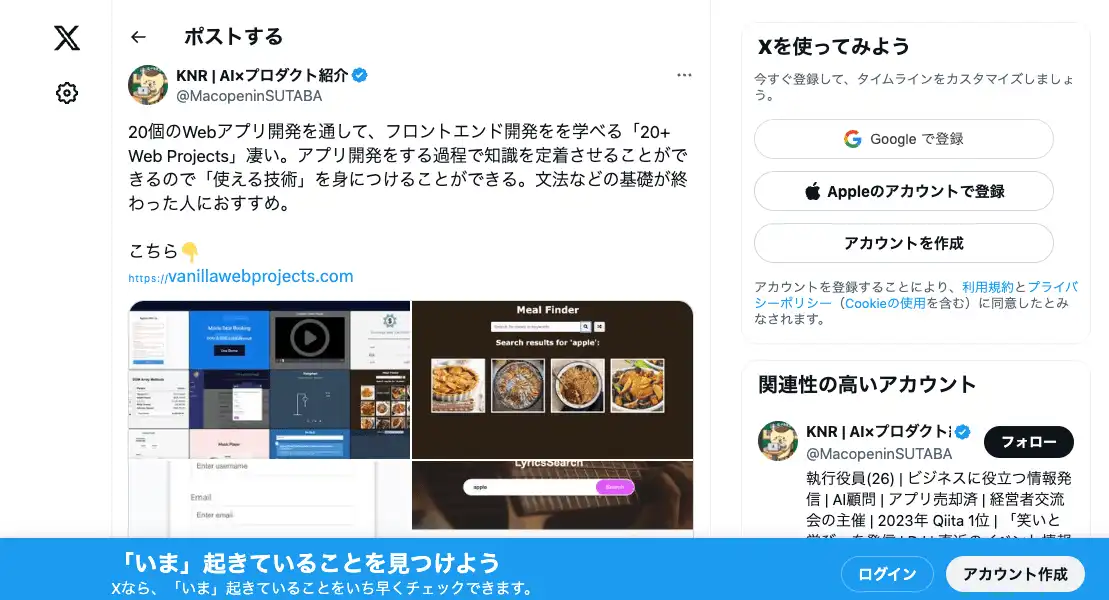 ポストする
KNR | AI×プロダクト紹介
@MacopeninSUTABA
20個のWebアプリ開発を通して、フロントエンド開発をを学べる「20+
Web Projects」凄い。アプリ開発をする過程で知識を定着させることがで
きるので「使える技術」を身につけることができる。文法などの基礎が終
わった人におすすめ。
こちら👇
https://vanillawebprojects.com
Meal Finder
Search results for 'apple':
Music Player
Enter username
Email
Enter email
LyricsSearch
apple
Search
Xを使ってみよう
今すぐ登録して、タイムラインをカスタマイズしましょ
う。
Google で登録
Appleのアカウントで登録
アカウントを作成
アカウントを登録することにより、利用規約とプライバ
シーポリシー（Cookieの使用を含む）に同意したとみ
なされます。
関連性の高いアカウント
KNR | AI×プロダクト
@MacopeninSUTABA
フォロー
執行役員(26) | ビジネスに役立つ情報発
信 | AI顧問 | アプリ売却済 | 経営者交流
会の主催 | 2023年 Qiita 1位 | 「笑いと
「いま」起きていることを見つけよう
Xなら、「いま」起きていることをいち早くチェックできます。
ログイン
アカウント作成